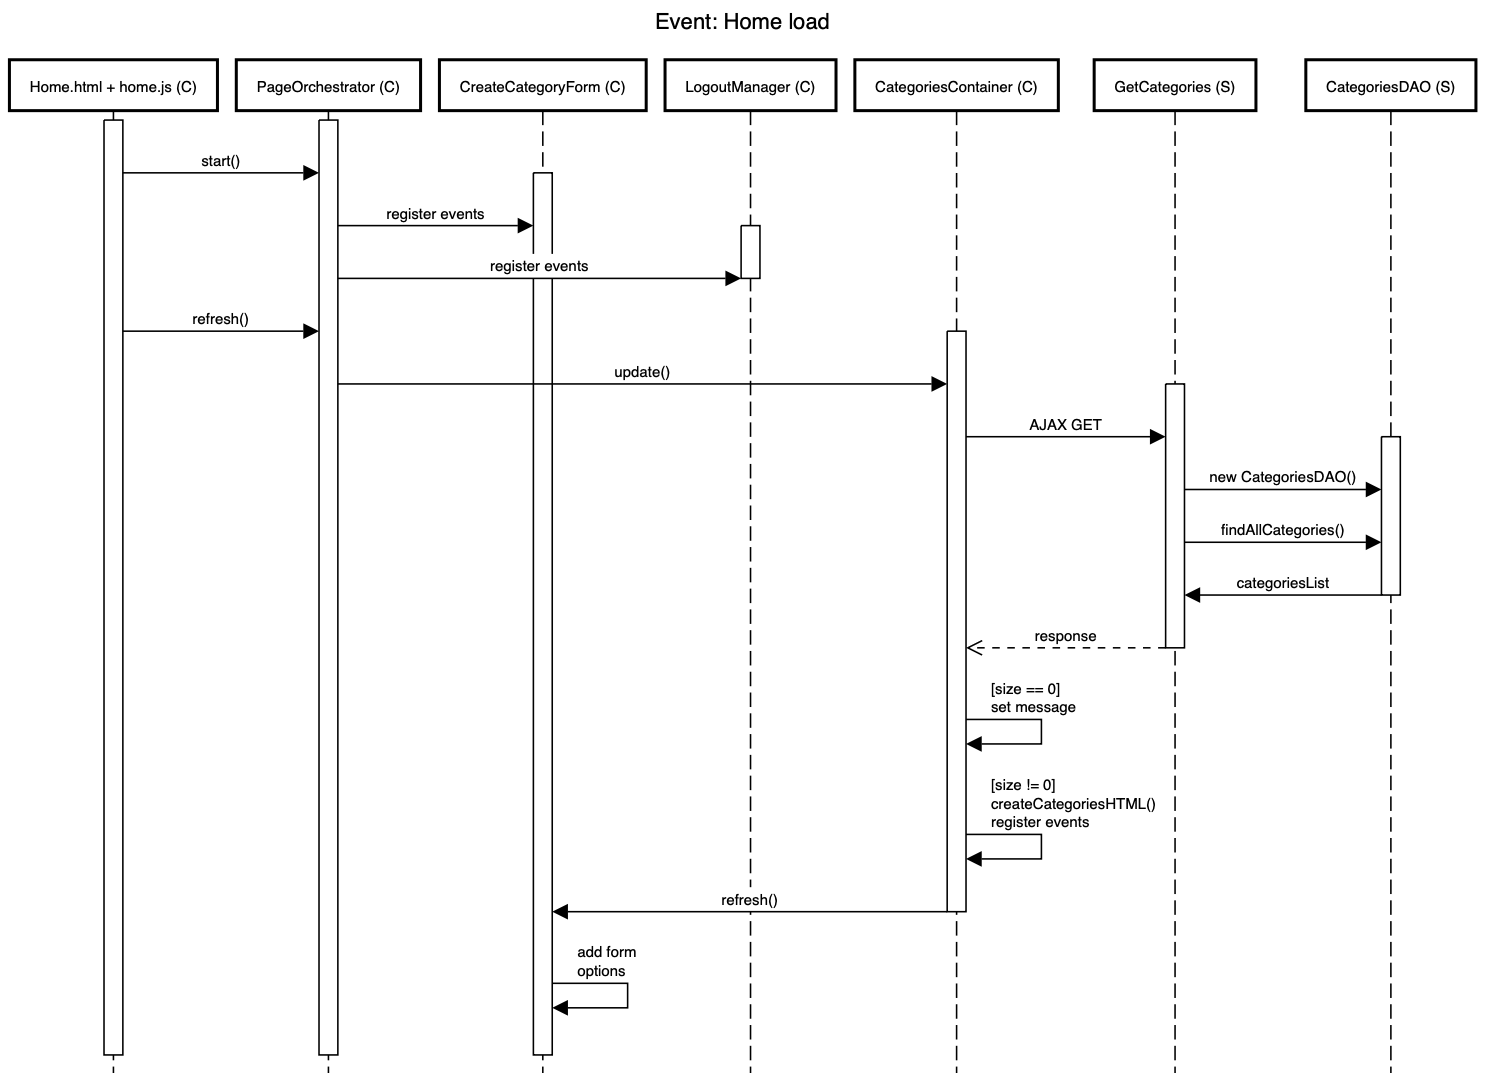 Event: Home load
Home.html + home.js (C)
PageOrchestrator (C)
CreateCategoryForm (C)
LogoutManager (C)
CategoriesContainer (C)
GetCategories (S)
CategoriesDAO (S)
start()
register events
register events
refresh()
update()
AJAX GET
new CategoriesDAO()
findAllCategories()
categoriesList
response
[size == 0]
set message
[size != 0]
createCategoriesHTML()
register events
refresh()
add form
options